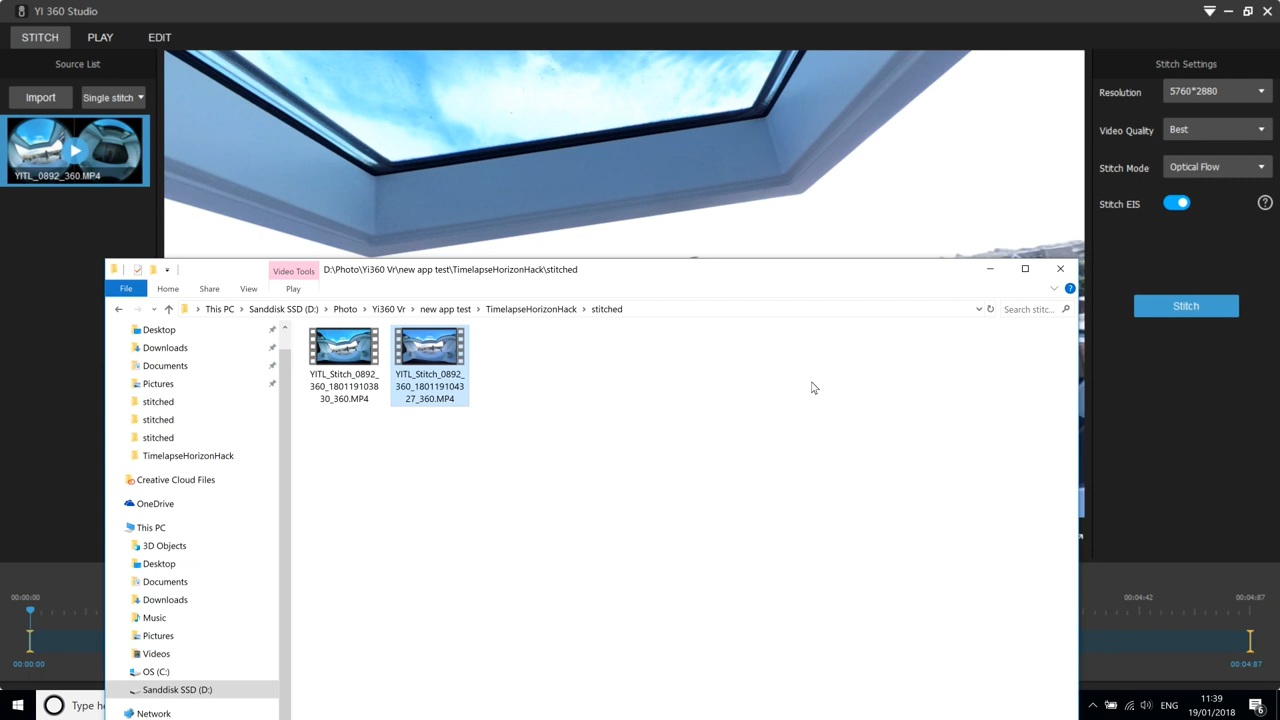 YI 360 Studio
STITCH
PLAY
EDIT
Source List
Stitch Settings
Import
Single stitch
Resolution
5760*2880
Video Quality
Best
Stitch Mode
Optical Flow
Stitch EIS
?
YITL_0892_360.MP4
Stitch
Video Tools
D:\Photo\Yi360 Vr\new app test\TimelapseHorizonHack\stitched
File
Home
Share
View
Play
?
This PC > Sanddisk SSD (D:) > Photo > Yi360 Vr > new app test > TimelapseHorizonHack > stitched
Search stitc...
Desktop
Downloads
Documents
Pictures
stitched
stitched
stitched
TimelapseHorizonHack
Creative Cloud Files
OneDrive
This PC
3D Objects
Desktop
Documents
Downloads
Music
Pictures
Videos
OS (C:)
Sanddisk SSD (D:)
Network
YITL_Stitch_0892_
360_1801191038
30_360.MP4
YITL_Stitch_0892_
360_1801191043
27_360.MP4
00:00:00
00:04:42
00:04:87
00:00:00
00:04:87
Type he
ENG
11:39
19/01/2018
6